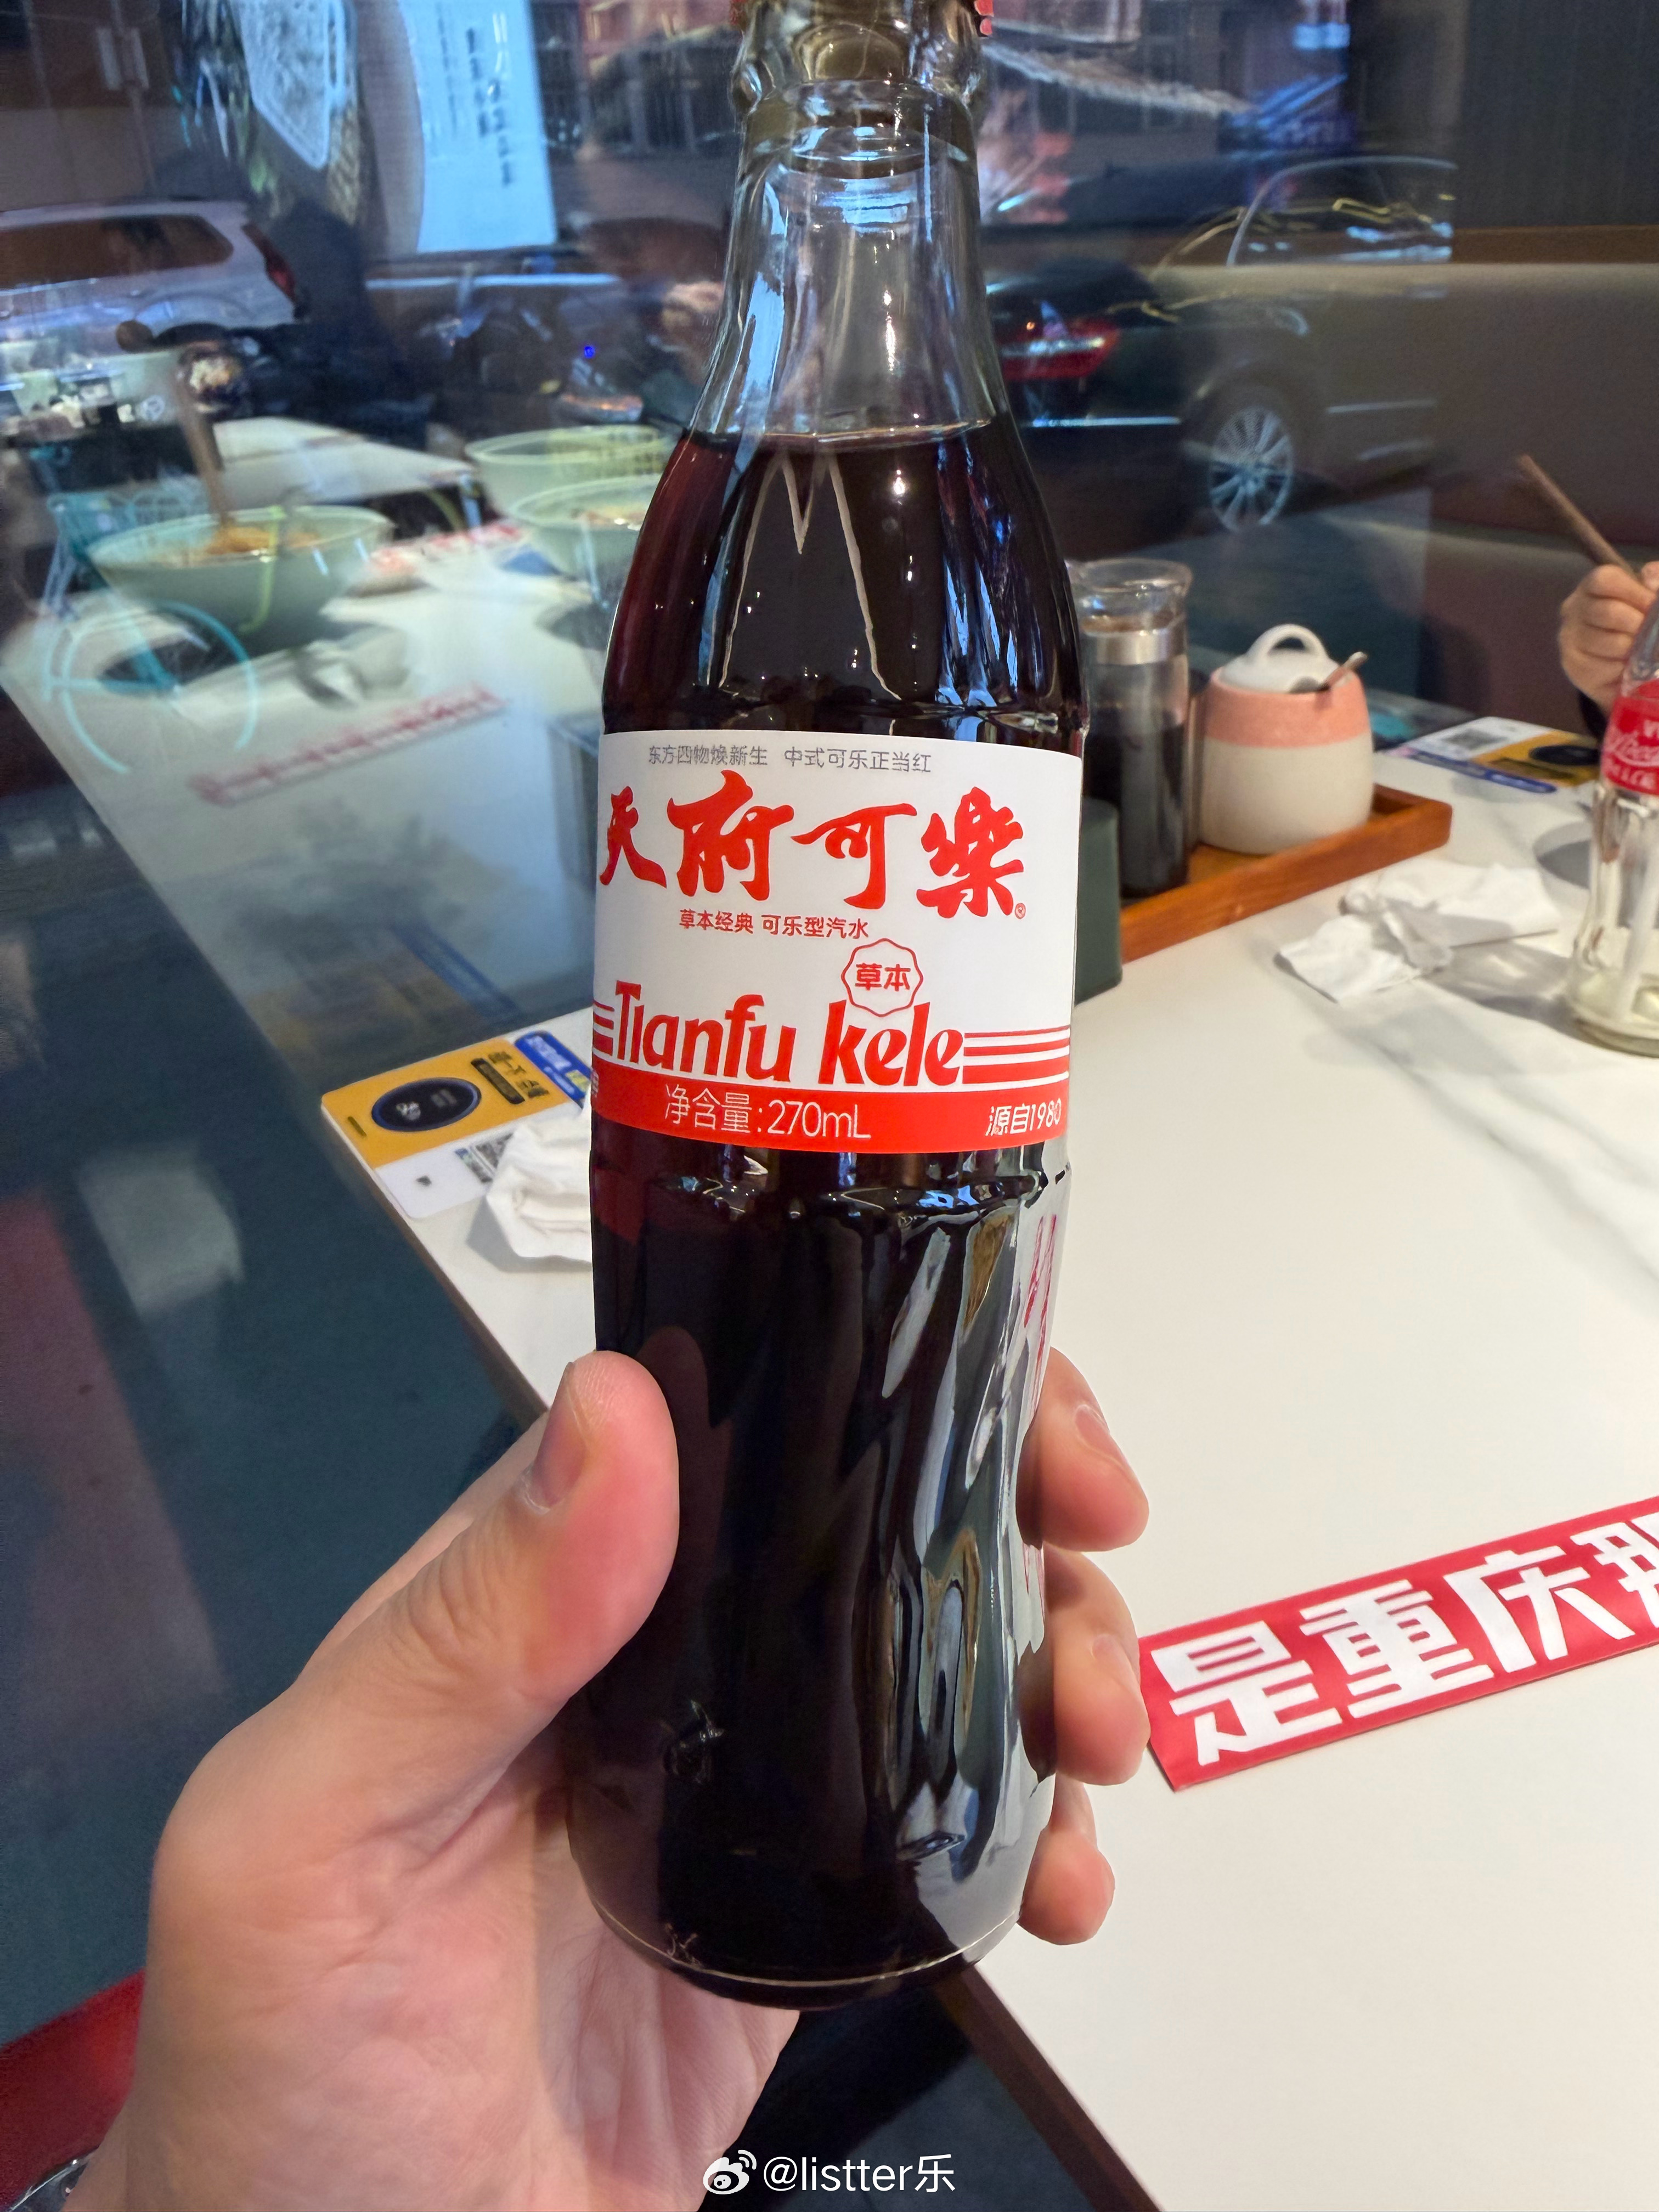 东方四物焕新生 中式可乐正当红
天府可樂®
草本经典 可乐型汽水
草本
Tianfu kele
净含量:270mL
源自1980
是重庆
@listter乐